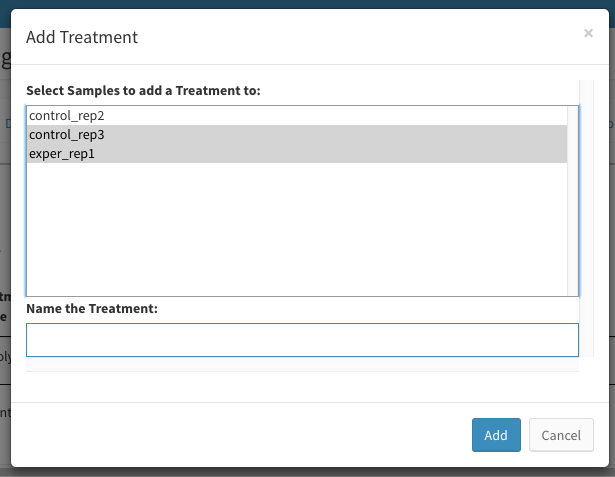 Add Treatment
×
Select Samples to add a Treatment to:
control_rep2
control_rep3
exper_rep1
Name the Treatment:
Add
Cancel